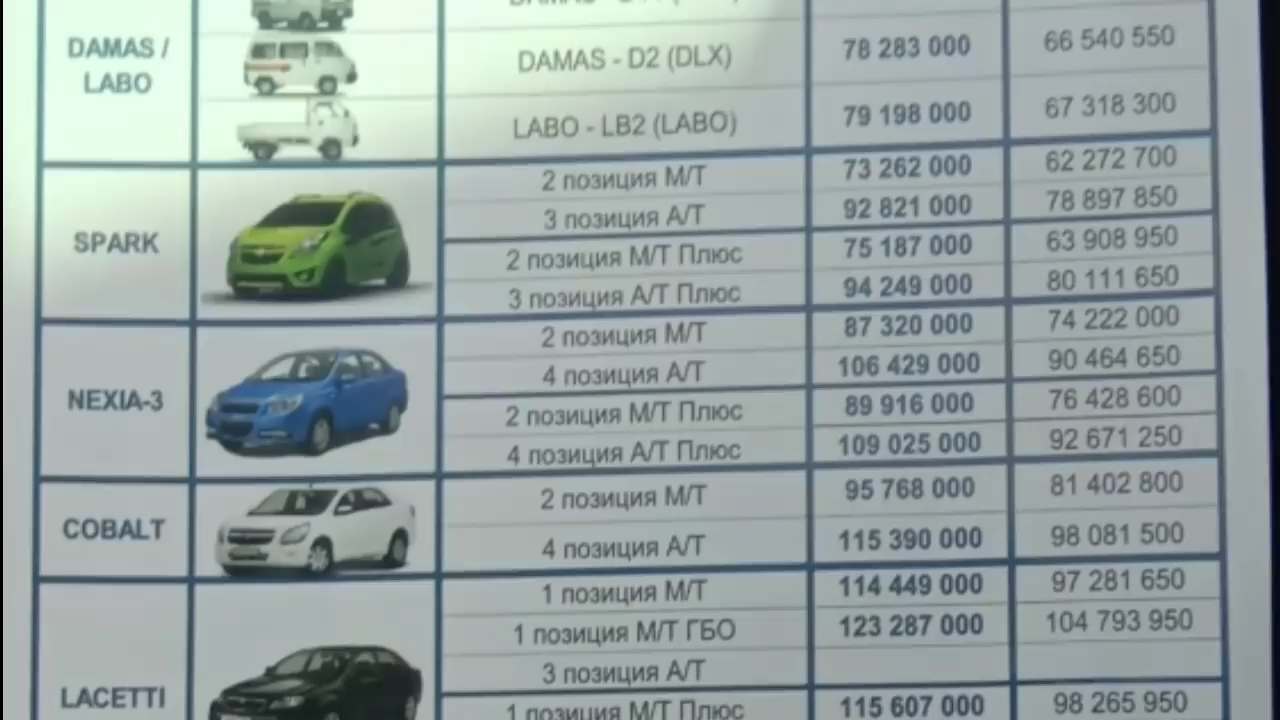 DAMAS /
LABO
DAMAS - D2 (DLX) 78 283 000 66 540 550
LABO - LB2 (LABO) 79 198 000 67 318 300
SPARK
2 позиция М/Т 73 262 000 62 272 700
3 позиция А/Т 92 821 000 78 897 850
2 позиция М/Т Плюс 75 187 000 63 908 950
3 позиция А/Т Плюс 94 249 000 80 111 650
NEXIA-3
2 позиция М/Т 87 320 000 74 222 000
4 позиция А/Т 106 429 000 90 464 650
2 позиция М/Т Плюс 89 916 000 76 428 600
4 позиция А/Т Плюс 109 025 000 92 671 250
COBALT
2 позиция М/Т 95 768 000 81 402 800
4 позиция А/Т 115 390 000 98 081 500
LACETTI
1 позиция М/Т 114 449 000 97 281 650
1 позиция М/Т ГБО 123 287 000 104 793 950
3 позиция А/Т
1 позиция М/Т Плюс 115 607 000 98 265 950